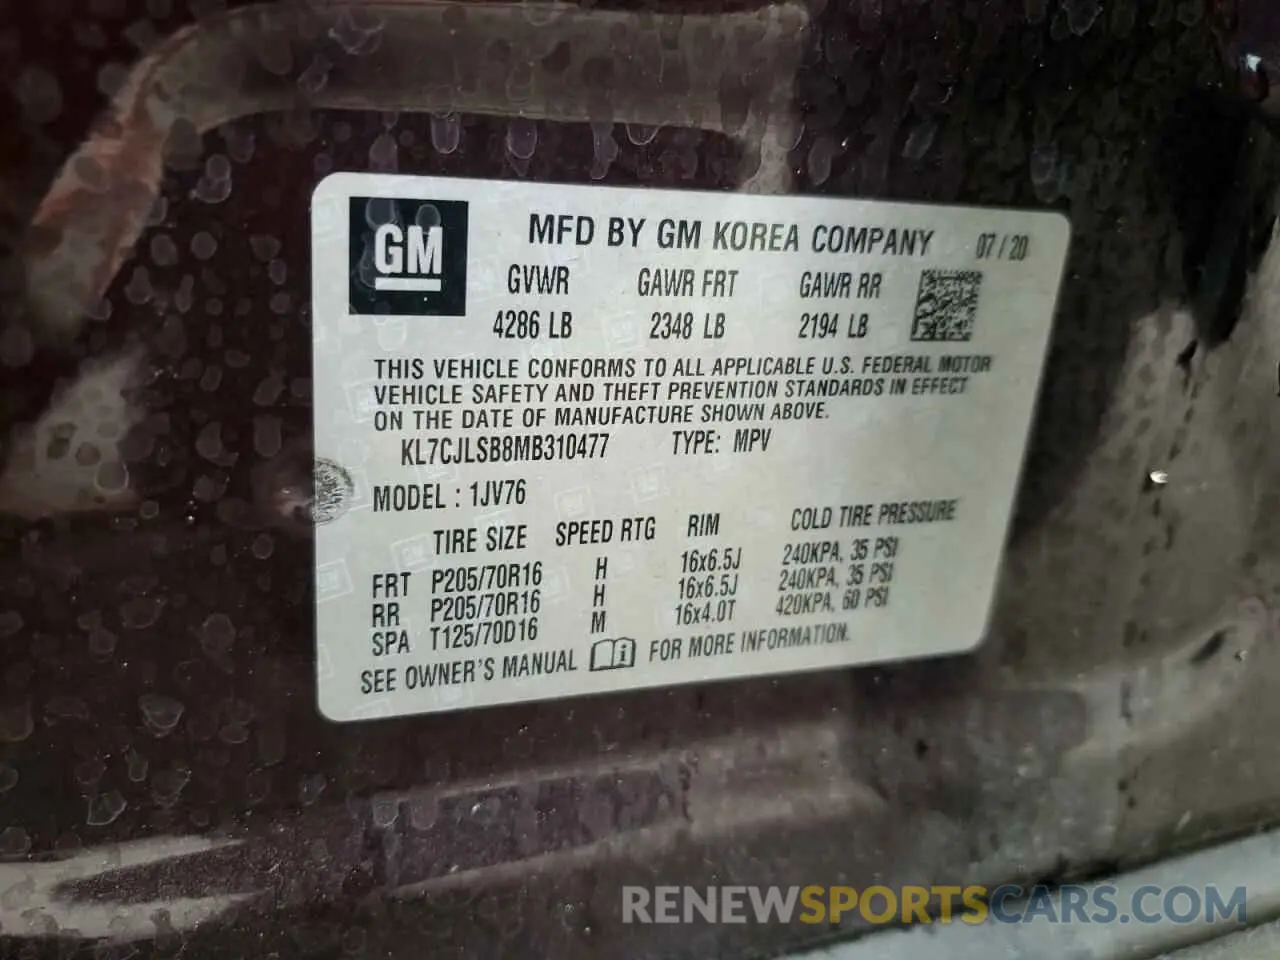 GM
MFD BY GM KOREA COMPANY 07/20
GVWR GAWR FRT GAWR RR
4286 LB 2348 LB 2194 LB
THIS VEHICLE CONFORMS TO ALL APPLICABLE U.S. FEDERAL MOTOR
VEHICLE SAFETY AND THEFT PREVENTION STANDARDS IN EFFECT
ON THE DATE OF MANUFACTURE SHOWN ABOVE.
KL7CJLSB8MB310477 TYPE: MPV
MODEL : 1JV76
TIRE SIZE SPEED RTG RIM COLD TIRE PRESSURE
FRT P205/70R16 H 16x6.5J 240KPA, 35 PSI
RR P205/70R16 H 16x6.5J 240KPA, 35 PSI
SPA T125/70D16 M 16x4.0T 420KPA, 60 PSI
SEE OWNER'S MANUAL i FOR MORE INFORMATION.
RENEWSPORTSCARS.COM